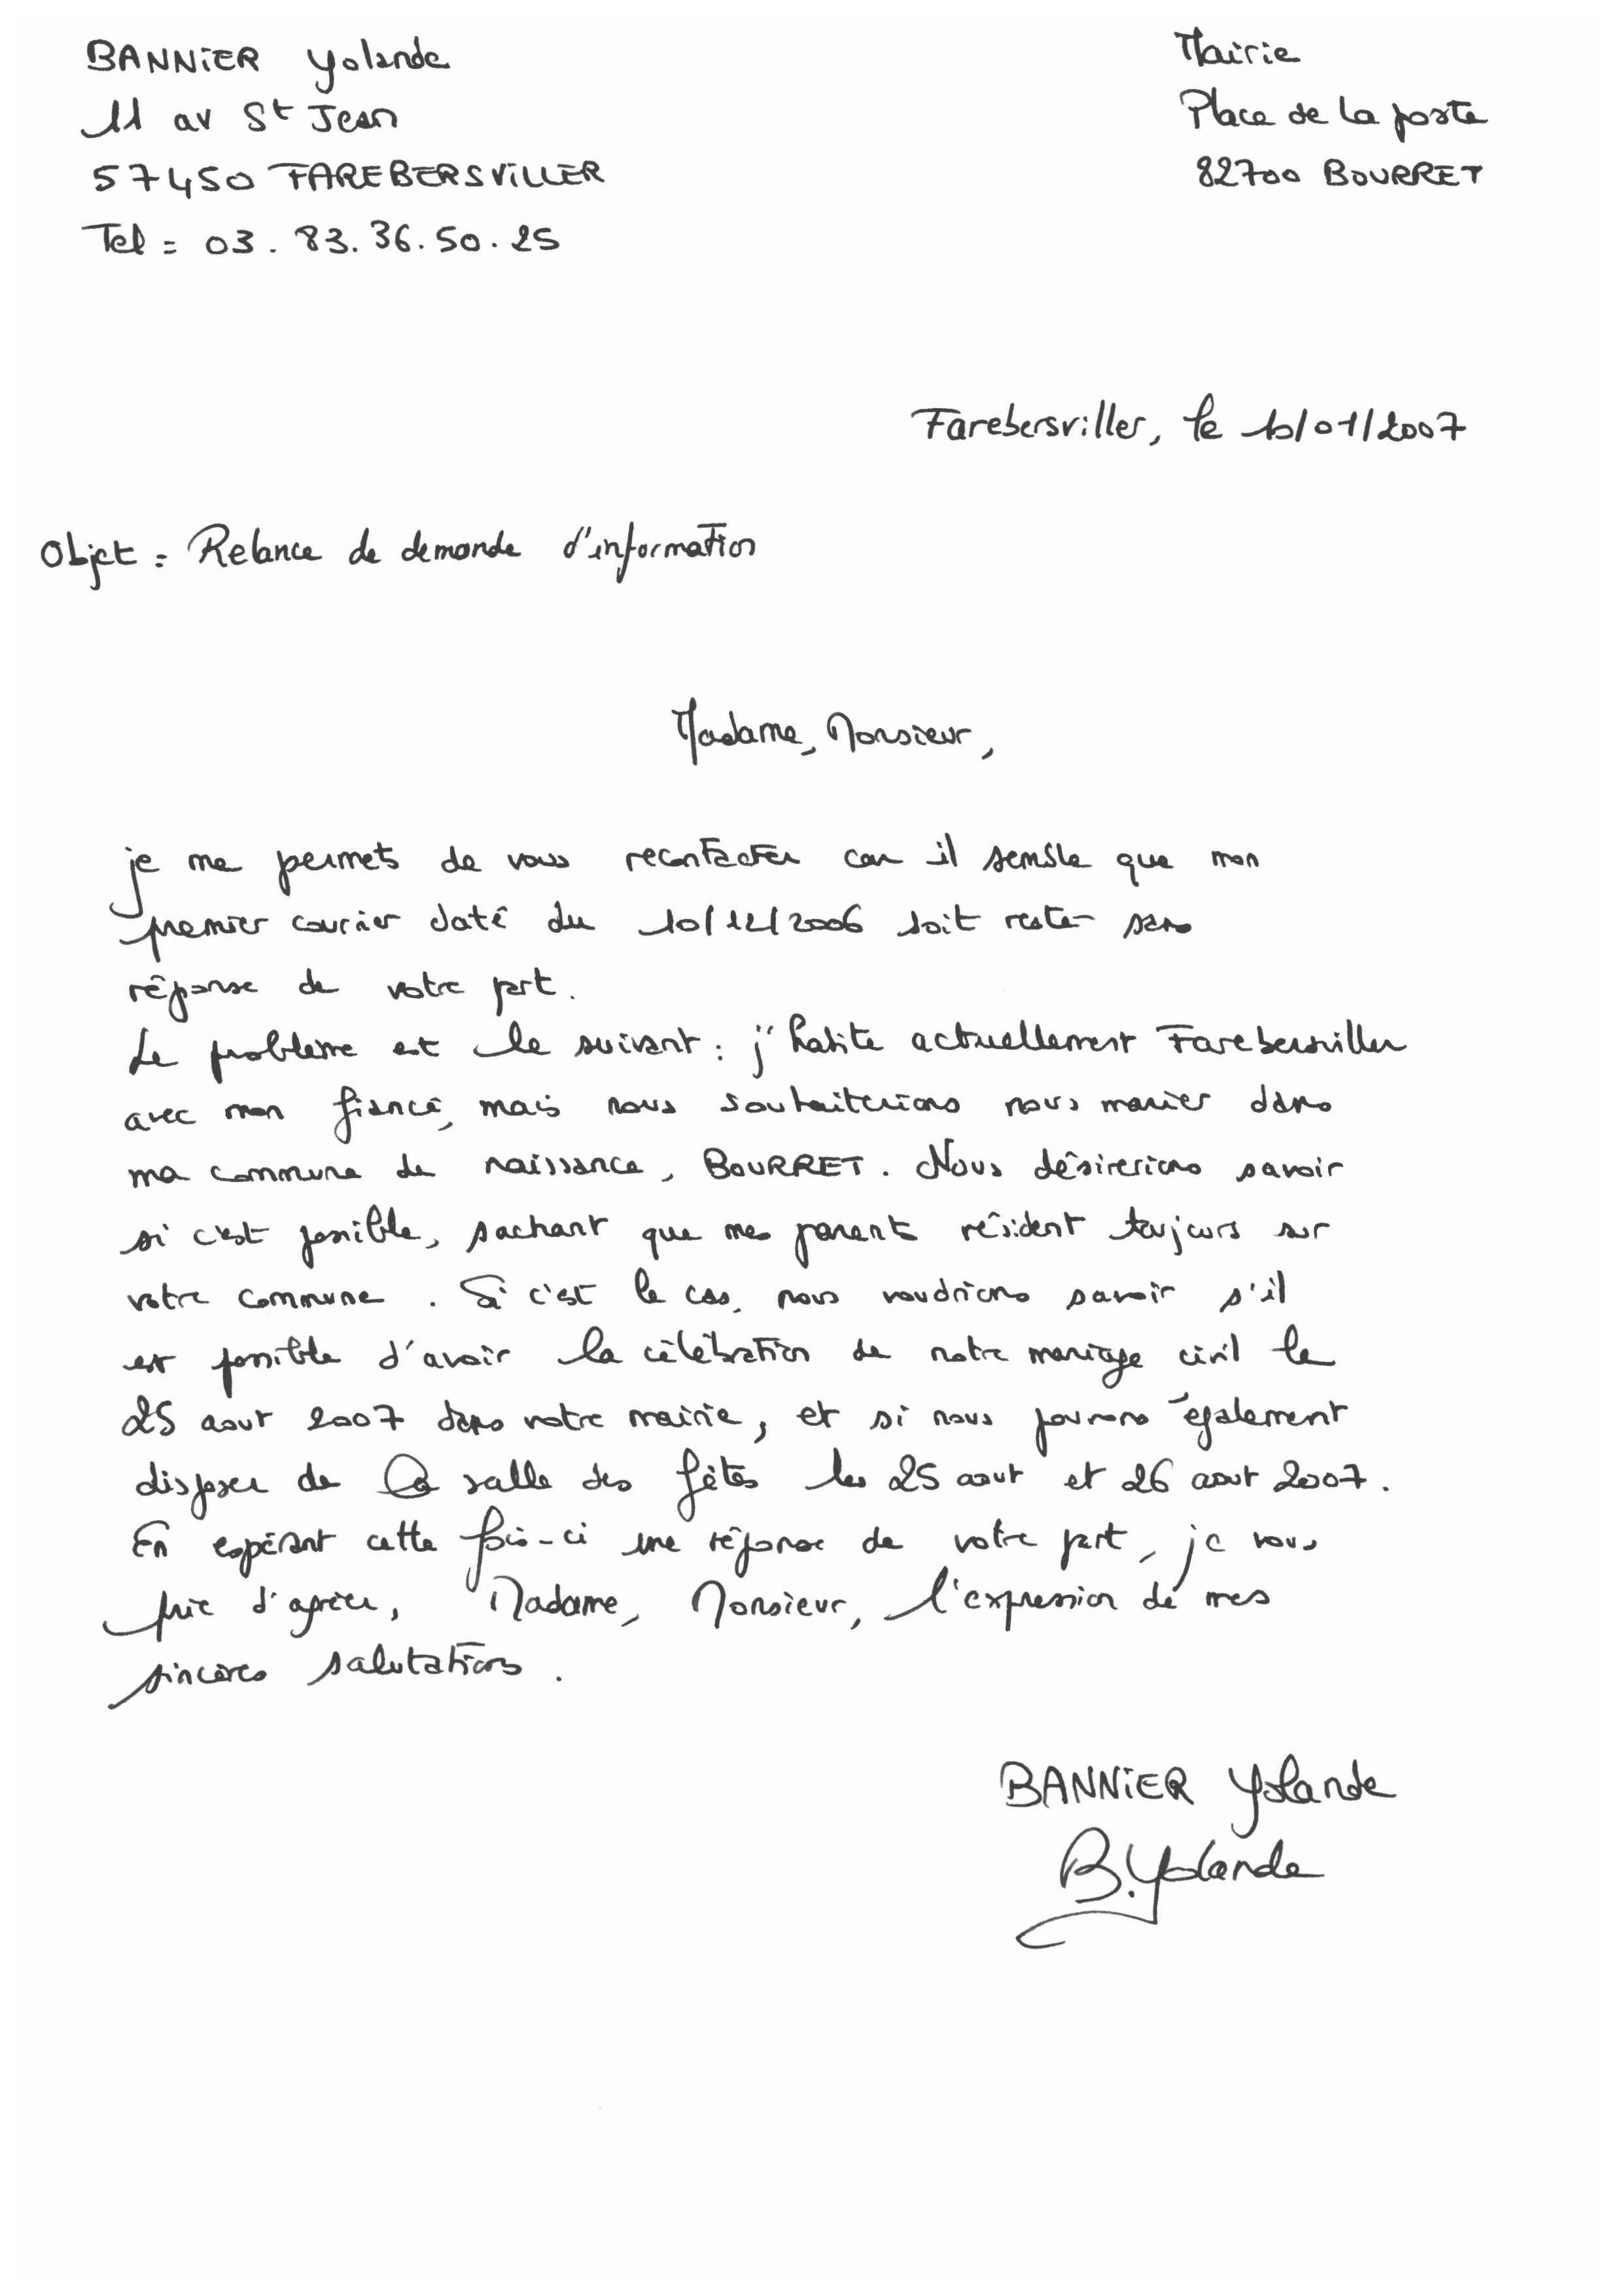 BANNiER Yolande
11 av St Jean
57450 FAREBERSViLLER
Tel = 03. 83. 36. 50. 25
Mairie
Place de la poste
82700 BOURRET
Farebersviller, le 10/01/2007
Objet = Relance de demande d'information
Madame, Monsieur,
je me permets de vous recontacter car il semble que mon
premier courrier daté du 10/12/2006 soit resté sans
réponse de votre part.
Le problème est le suivant : j'habite actuellement Farebersviller
avec mon fiancé, mais nous souhaiterions nous marier dans
ma commune de naissance, BOURRET. Nous désirerions savoir
si c'est possible, sachant que mes parents résident toujours sur
votre commune. Si c'est le cas, nous voudrions savoir s'il
est possible d'avoir la célébration de notre mariage civil le
25 aout 2007 dans votre mairie, et si nous pouvons également
disposer de la salle des fêtes les 25 aout et 26 aout 2007.
En espérant cette fois-ci une réponse de votre part, je vous
prie d'agréer, Madame, Monsieur, l'expression de mes
sincères salutations.
BANNiER Yolande
B.Yolande